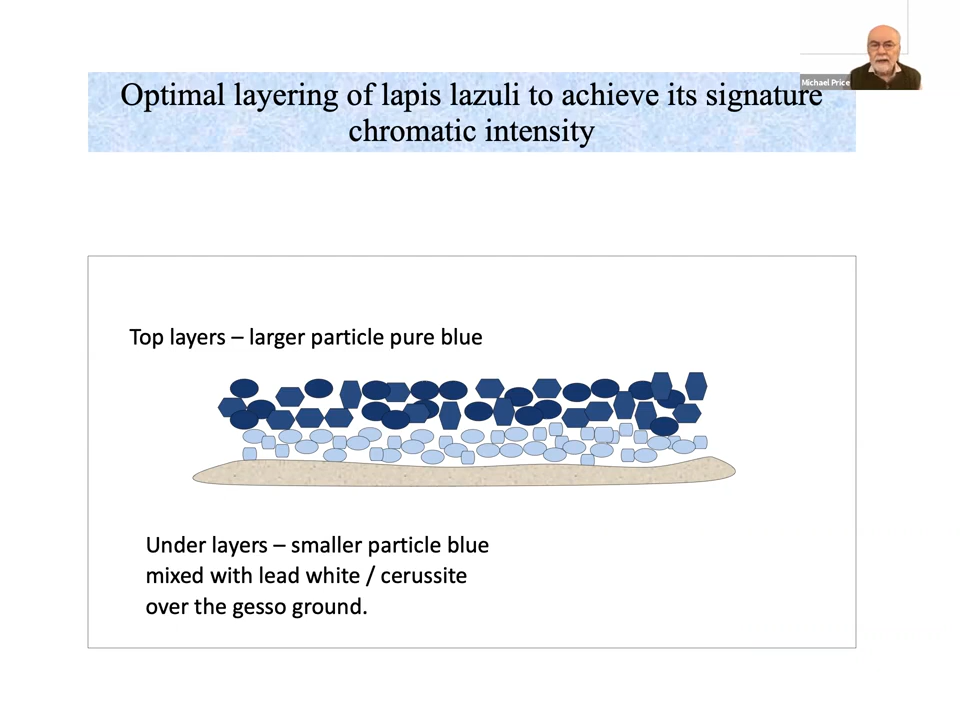 Michael Price
Optimal layering of lapis lazuli to achieve its signature
chromatic intensity
Top layers – larger particle pure blue
Under layers – smaller particle blue
mixed with lead white / cerussite
over the gesso ground.